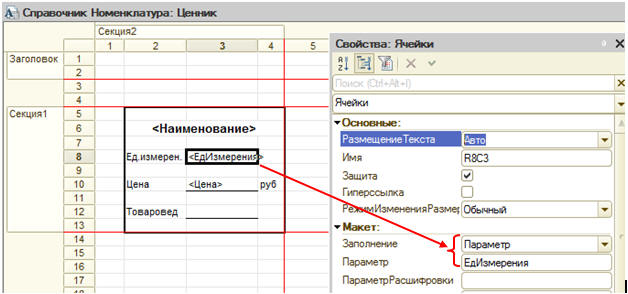 Справочник Номенклатура: Ценник
Секция2
1 2 3 4 5
Заголовок
1
2
3
4
Секция1
5
6 <Наименование>
7
8 Ед.измерен. <ЕдИзмерения>
9
10 Цена <Цена> руб
11
12 Товаровед
13
14
15
16
17
18
Свойства: Ячейки
Поиск (Ctrl+Alt+I)
Ячейки
Основные:
РазмещениеТекста Авто
Имя R8C3
Защита
Гиперссылка
РежимИзмененияРазмер Обычный
Макет:
Заполнение Параметр
Параметр ЕдИзмерения
ПараметрРасшифровки